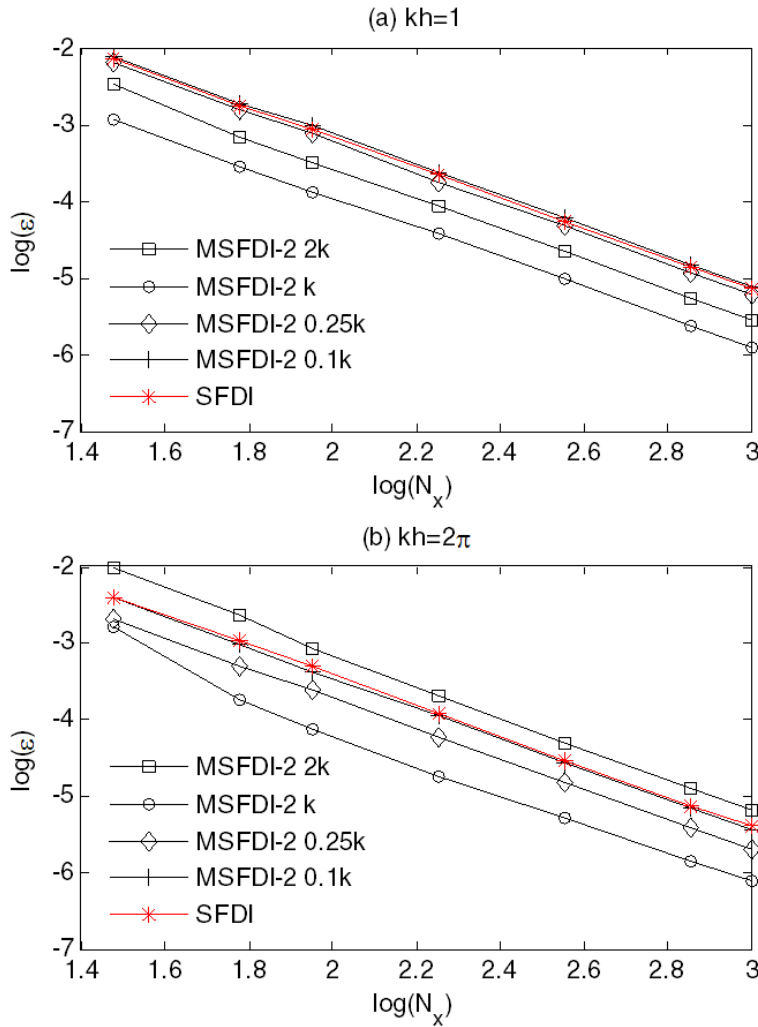 (a) kh=1
-2
-3
-4
-5
-6
-7
log(ε)
MSFDI-2 2k
MSFDI-2 k
MSFDI-2 0.25k
MSFDI-2 0.1k
SFDI
1.4 1.6 1.8 2 2.2 2.4 2.6 2.8 3
log(N_x)
(b) kh=2π
-2
-3
-4
-5
-6
-7
log(ε)
MSFDI-2 2k
MSFDI-2 k
MSFDI-2 0.25k
MSFDI-2 0.1k
SFDI
1.4 1.6 1.8 2 2.2 2.4 2.6 2.8 3
log(N_x)